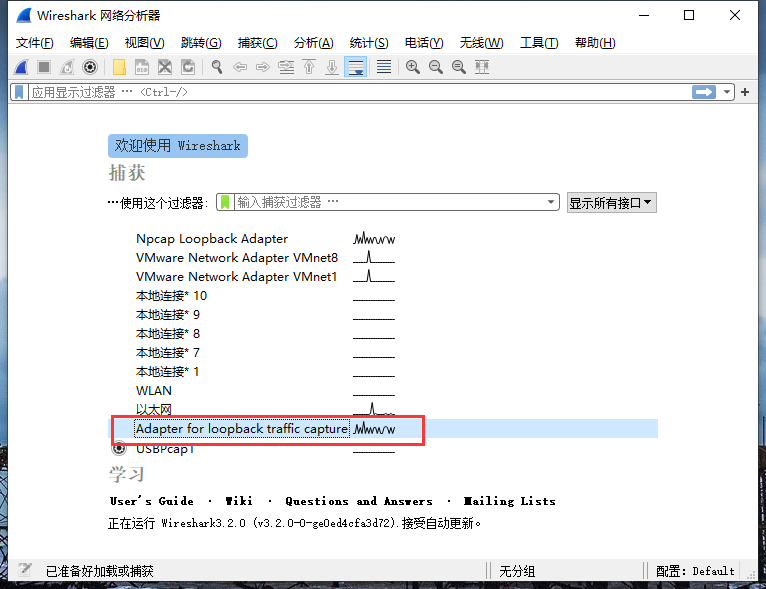 Wireshark 网络分析器
文件(F) 编辑(E) 视图(V) 跳转(G) 捕获(C) 分析(A) 统计(S) 电话(Y) 无线(W) 工具(T) 帮助(H)
应用显示过滤器 … <Ctrl-/>
欢迎使用 Wireshark
捕获
…使用这个过滤器: 输入捕获过滤器 … 显示所有接口
Npcap Loopback Adapter
VMware Network Adapter VMnet8
VMware Network Adapter VMnet1
本地连接* 10
本地连接* 9
本地连接* 8
本地连接* 7
本地连接* 1
WLAN
以太网
Adapter for loopback traffic capture
USBPcap1
学习
User's Guide · Wiki · Questions and Answers · Mailing Lists
正在运行 Wireshark3.2.0 (v3.2.0-0-ge0ed4cfa3d72).接受自动更新。
已准备好加载或捕获 无分组 配置: Default